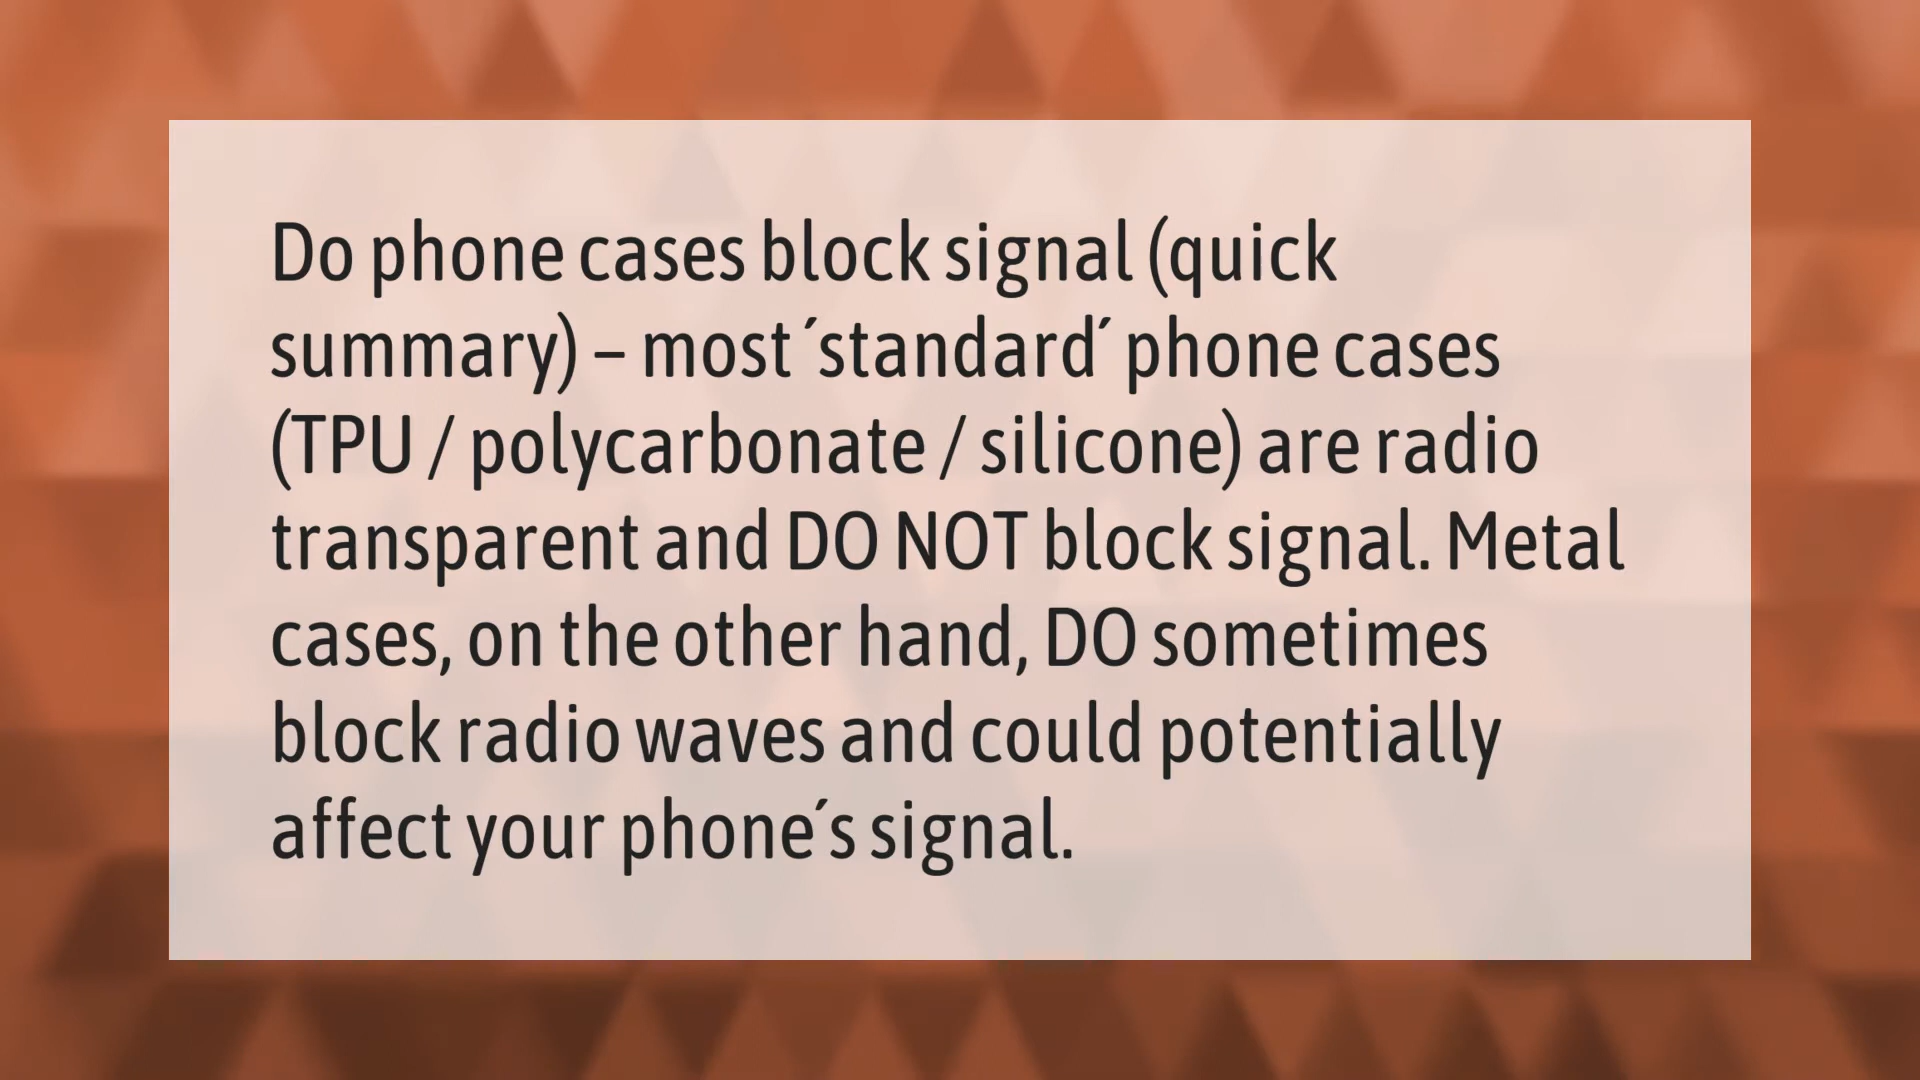 Do phone cases block signal (quick
summary) – most ´standard´ phone cases
(TPU / polycarbonate / silicone) are radio
transparent and DO NOT block signal. Metal
cases, on the other hand, DO sometimes
block radio waves and could potentially
affect your phone´s signal.